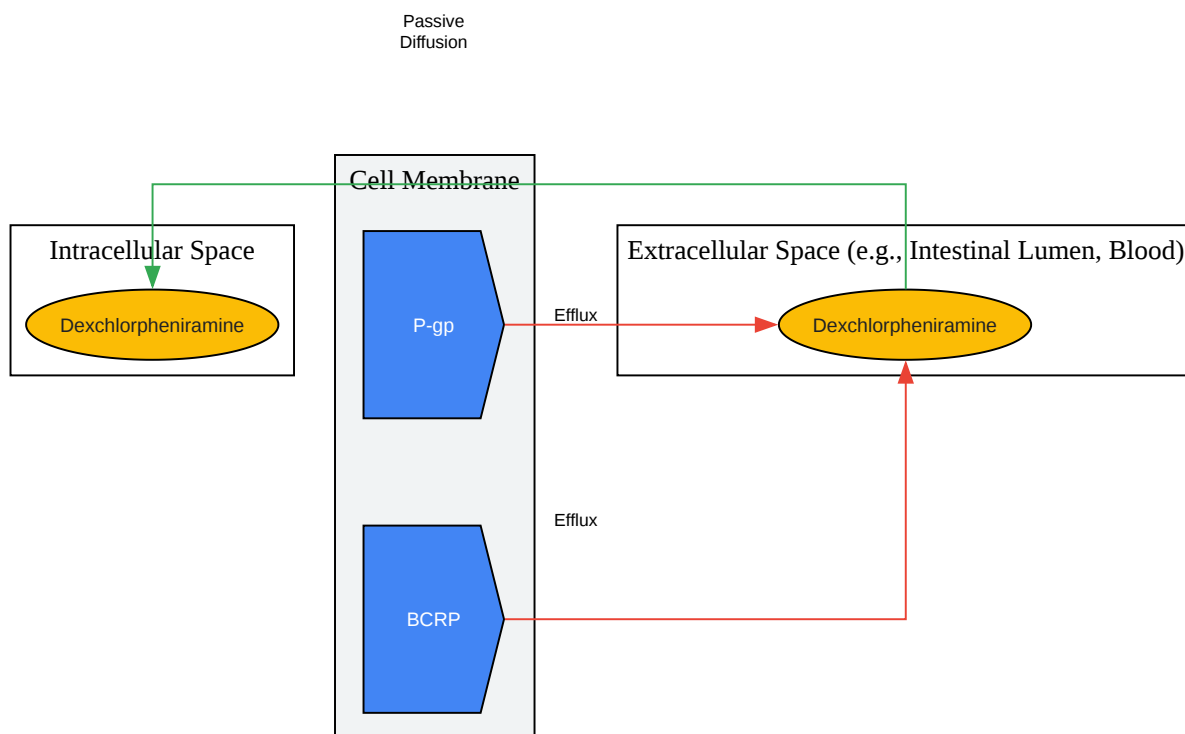 Passive
Diffusion
Cell Membrane
Intracellular Space
Extracellular Space (e.g., Intestinal Lumen, Blood)
Dexchlorpheniramine
P-gp
Efflux
Dexchlorpheniramine
Efflux
BCRP